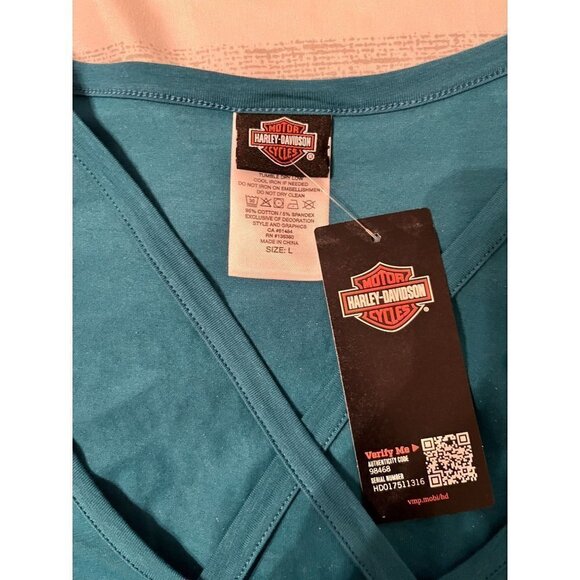 MOTOR
HARLEY-DAVIDSON
CYCLES
®
TUMBLE DRY LOW
COOL IRON IF NEEDED
DO NOT IRON ON EMBELLISHMENT
DO NOT DRY CLEAN
95% COTTON / 5% SPANDEX
EXCLUSIVE OF DECORATION
STYLE AND GRAPHICS
MADE IN CHINA
SIZE: L
MOTOR
HARLEY-DAVIDSON
CYCLES
®
Verify Me
AUTHENTICITY CODE
98468
SERIAL NUMBER
HD017511316
vmp.mobi/hd